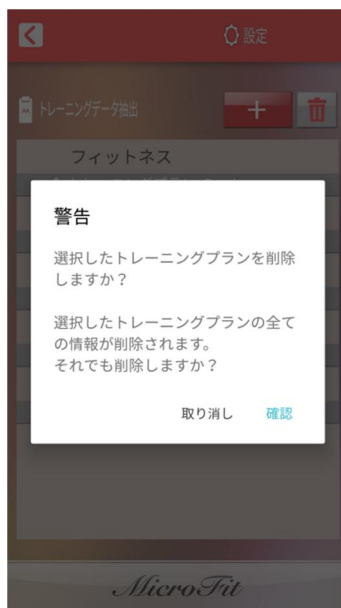 設定
トレーニングデータ抽出
フィットネス
警告
選択したトレーニングプランを削除
しますか？
選択したトレーニングプランの全て
の情報が削除されます。
それでも削除しますか？
取り消し 確認
MicroFit